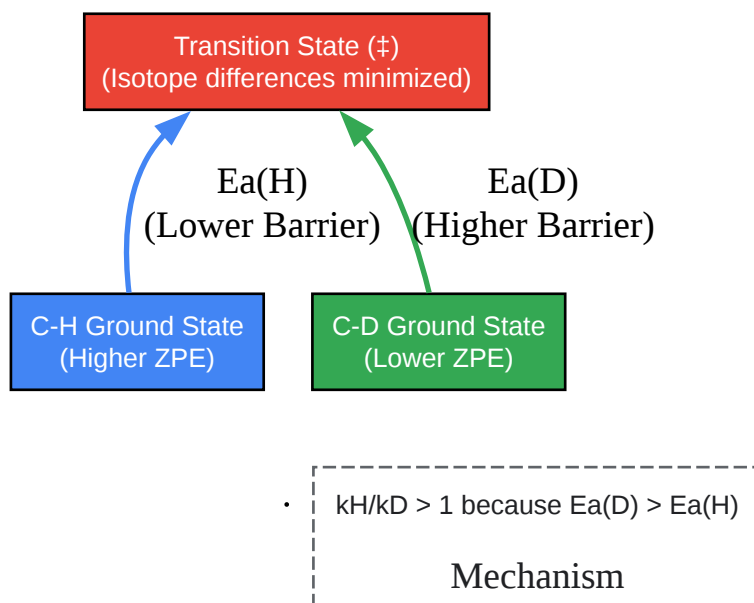 Transition State (‡)
(Isotope differences minimized)
Ea(H)
(Lower Barrier)
Ea(D)
(Higher Barrier)
C-H Ground State
(Higher ZPE)
C-D Ground State
(Lower ZPE)
· kH/kD > 1 because Ea(D) > Ea(H)
Mechanism